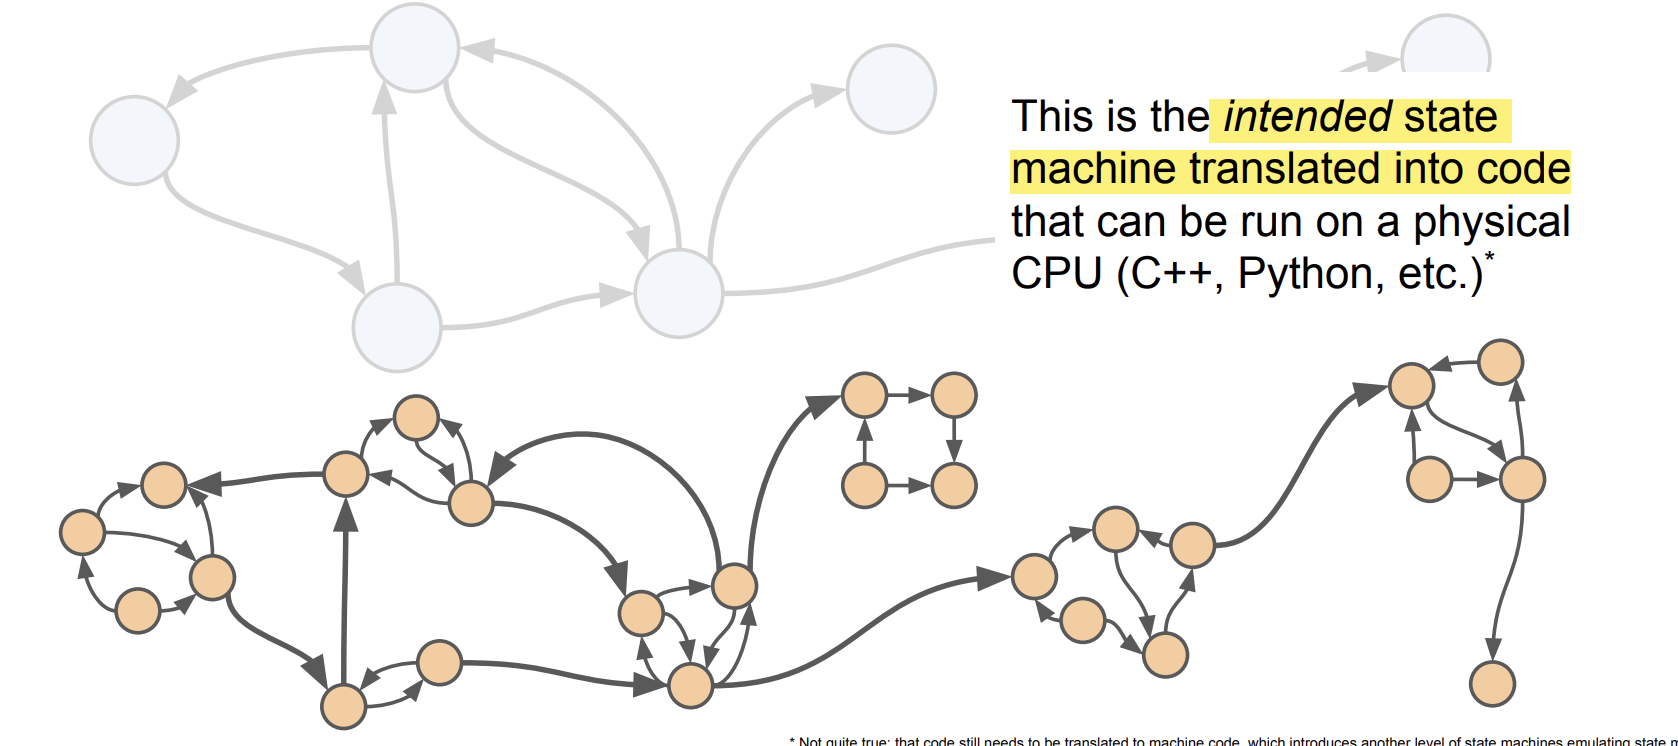 This is the intended state
machine translated into code
that can be run on a physical
CPU (C++, Python, etc.)*
* Not quite true: that code still needs to be translated to machine code, which introduces another level of state machines emulating state